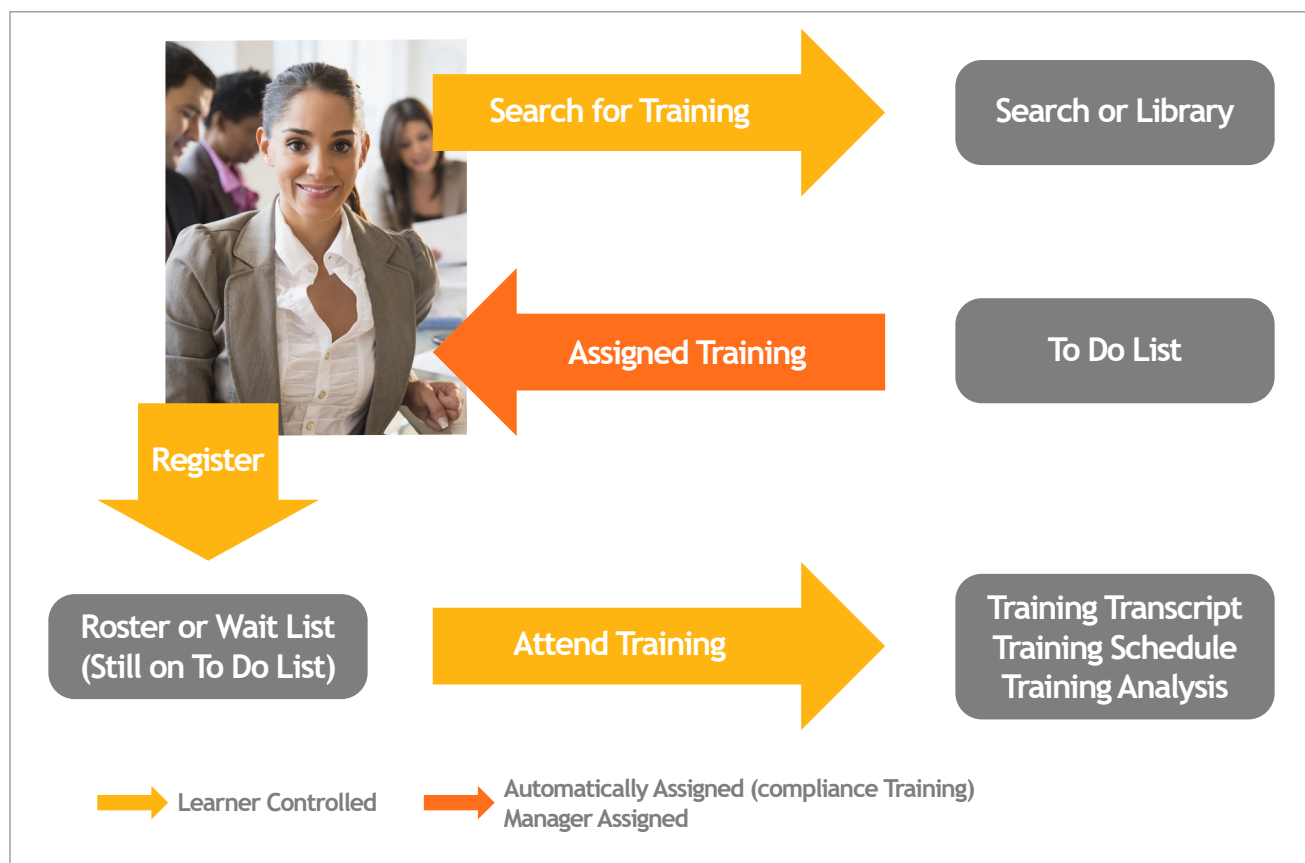 Search for Training
Search or Library
Assigned Training
To Do List
Register
Roster or Wait List
(Still on To Do List)
Attend Training
Training Transcript
Training Schedule
Training Analysis
Learner Controlled
Automatically Assigned (compliance Training)
Manager Assigned